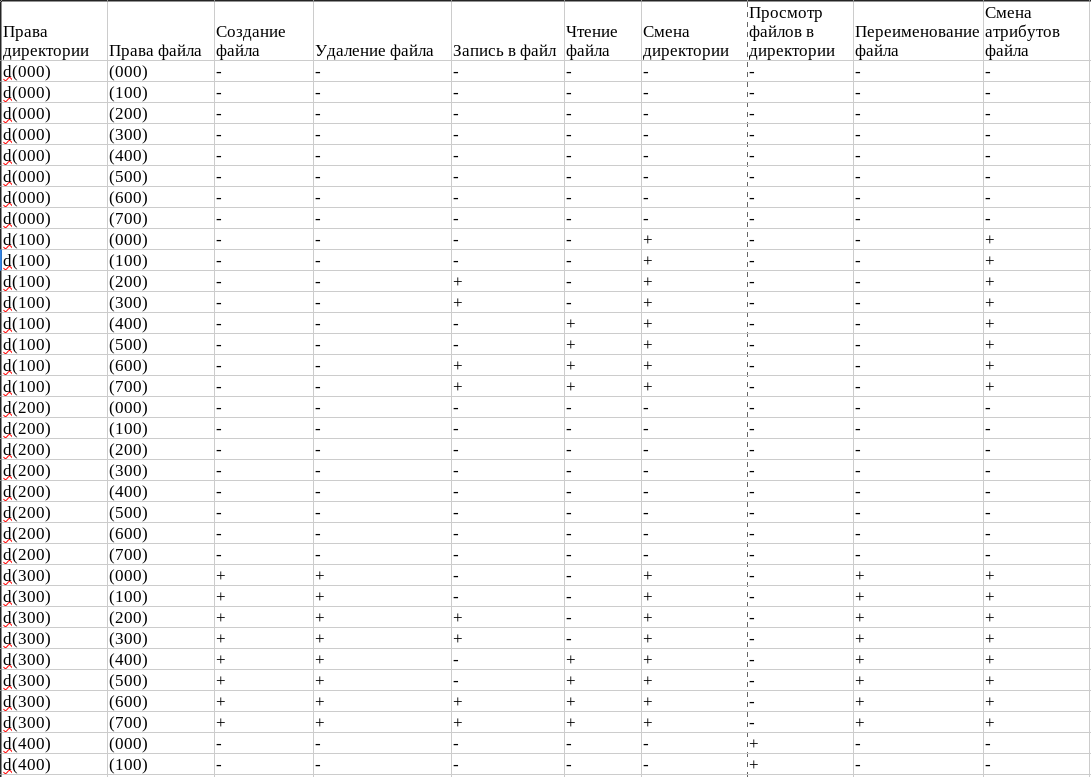 Права директории Права файла Создание файла Удаление файла Запись в файл Чтение файла Смена директории Просмотр файлов в директории Переименование файла Смена атрибутов файла
d(000) (000) - - - - - - - -
d(000) (100) - - - - - - - -
d(000) (200) - - - - - - - -
d(000) (300) - - - - - - - -
d(000) (400) - - - - - - - -
d(000) (500) - - - - - - - -
d(000) (600) - - - - - - - -
d(000) (700) - - - - - - - -
d(100) (000) - - - - + - - +
d(100) (100) - - - - + - - +
d(100) (200) - - + - + - - +
d(100) (300) - - + - + - - +
d(100) (400) - - - + + - - +
d(100) (500) - - - + + - - +
d(100) (600) - - + + + - - +
d(100) (700) - - + + + - - +
d(200) (000) - - - - - - - -
d(200) (100) - - - - - - - -
d(200) (200) - - - - - - - -
d(200) (300) - - - - - - - -
d(200) (400) - - - - - - - -
d(200) (500) - - - - - - - -
d(200) (600) - - - - - - - -
d(200) (700) - - - - - - - -
d(300) (000) + + - - + - + +
d(300) (100) + + - - + - + +
d(300) (200) + + + - + - + +
d(300) (300) + + + - + - + +
d(300) (400) + + - + + - + +
d(300) (500) + + - + + - + +
d(300) (600) + + + + + - + +
d(300) (700) + + + + + - + +
d(400) (000) - - - - - + - -
d(400) (100) - - - - - + - -